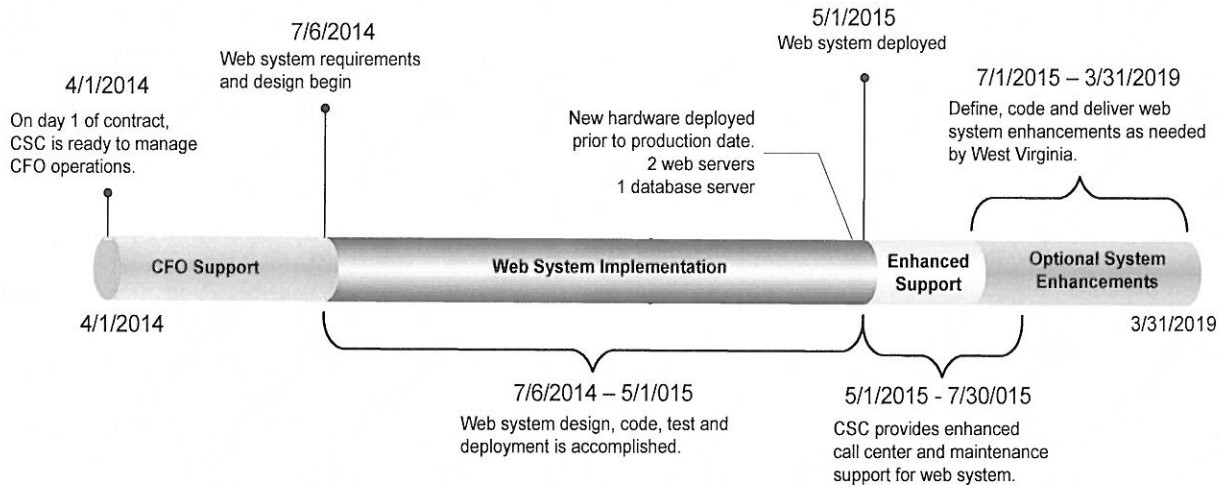 4/1/2014
On day 1 of contract,
CSC is ready to manage
CFO operations.
7/6/2014
Web system requirements
and design begin
New hardware deployed
prior to production date.
2 web servers
1 database server
5/1/2015
Web system deployed
7/1/2015 – 3/31/2019
Define, code and deliver web
system enhancements as needed
by West Virginia.
CFO Support
Web System Implementation
Enhanced
Support
Optional System
Enhancements
4/1/2014
3/31/2019
7/6/2014 – 5/1/015
Web system design, code, test and
deployment is accomplished.
5/1/2015 - 7/30/015
CSC provides enhanced
call center and maintenance
support for web system.